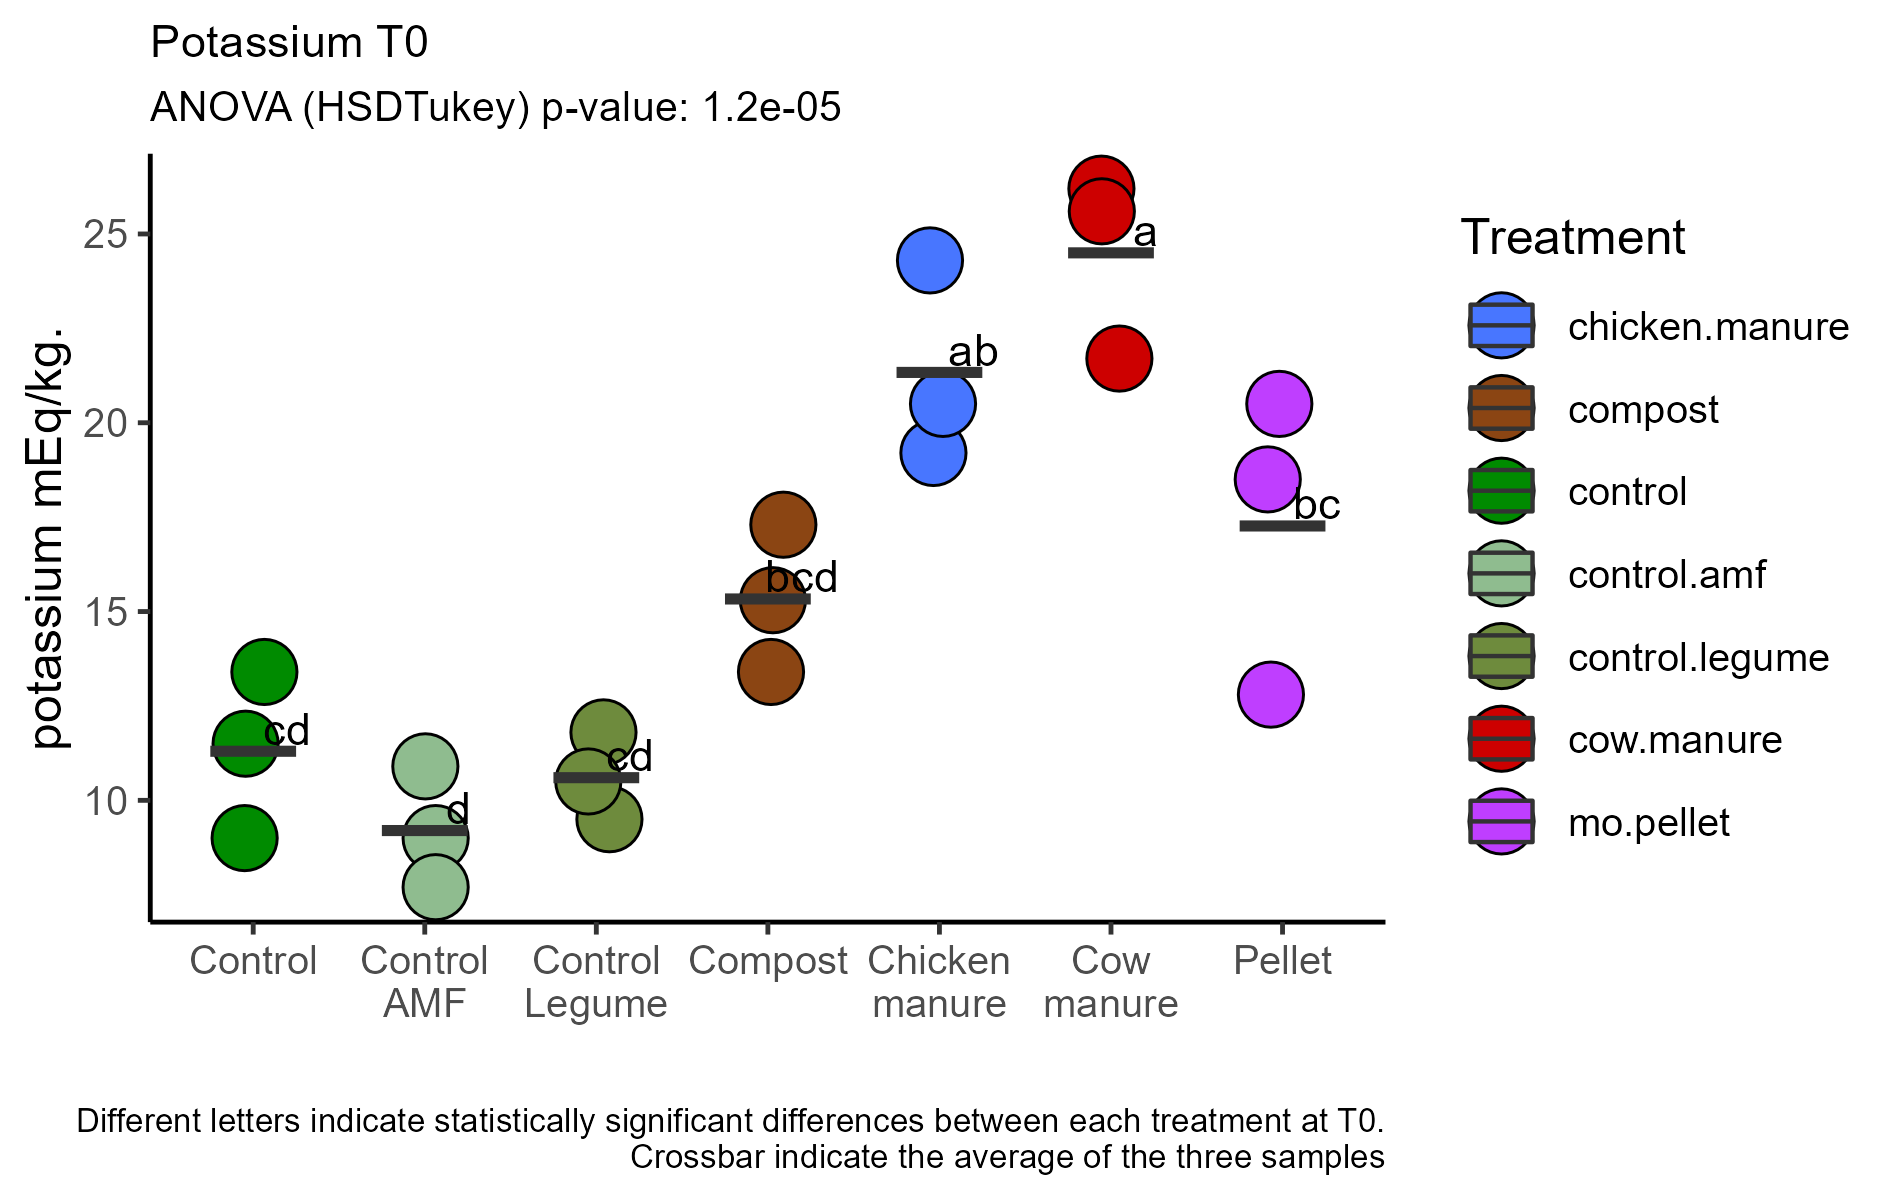 Potassium T0
ANOVA (HSDTukey) p-value: 1.2e-05
potassium mEq/kg.
25
20
15
10
cd
d
cd
bcd
ab
a
bc
Control
Control
AMF
Control
Legume
Compost
Chicken
manure
Cow
manure
Pellet
Treatment
chicken.manure
compost
control
control.amf
control.legume
cow.manure
mo.pellet
Different letters indicate statistically significant differences between each treatment at T0.
Crossbar indicate the average of the three samples